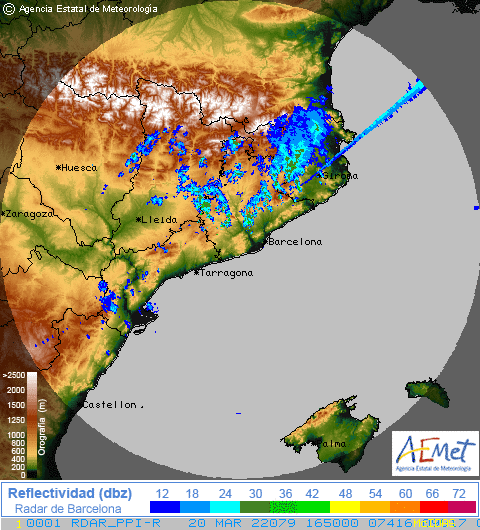 © Agencia Estatal de Meteorología
Huesca
Girona
Zaragoza
Lleida
Barcelona
Tarragona
>2500
2000
1500
1000
800
600
400
200
0
Orografía (m)
Castellon
Palma
AEMet
Agencia Estatal de Meteorología
Reflectividad (dbz)
Radar de Barcelona
12 18 24 30 36 42 48 54 60 66 72
1 0001 RDAR_PPI-R 20 MAR 22079 165000